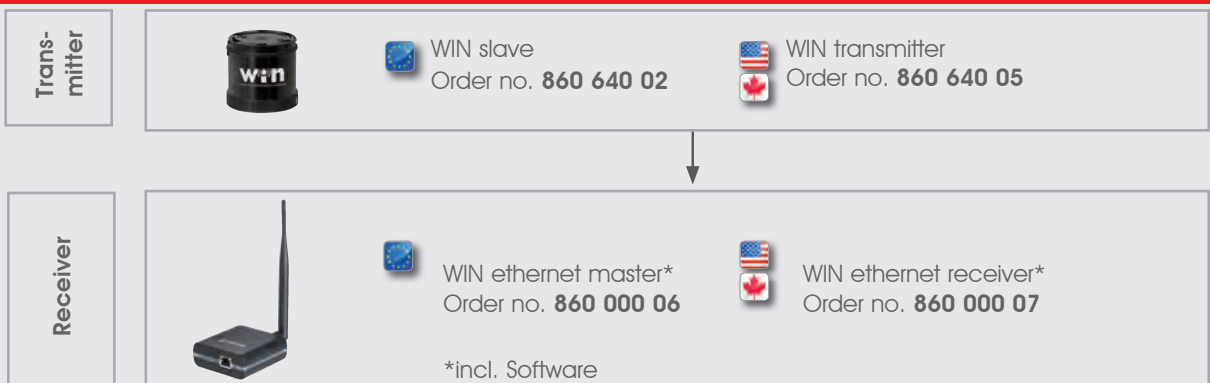 Trans-
mitter
win
WIN slave
Order no. 860 640 02
WIN transmitter
Order no. 860 640 05
Receiver
WIN ethernet master*
Order no. 860 000 06
WIN ethernet receiver*
Order no. 860 000 07
*incl. Software